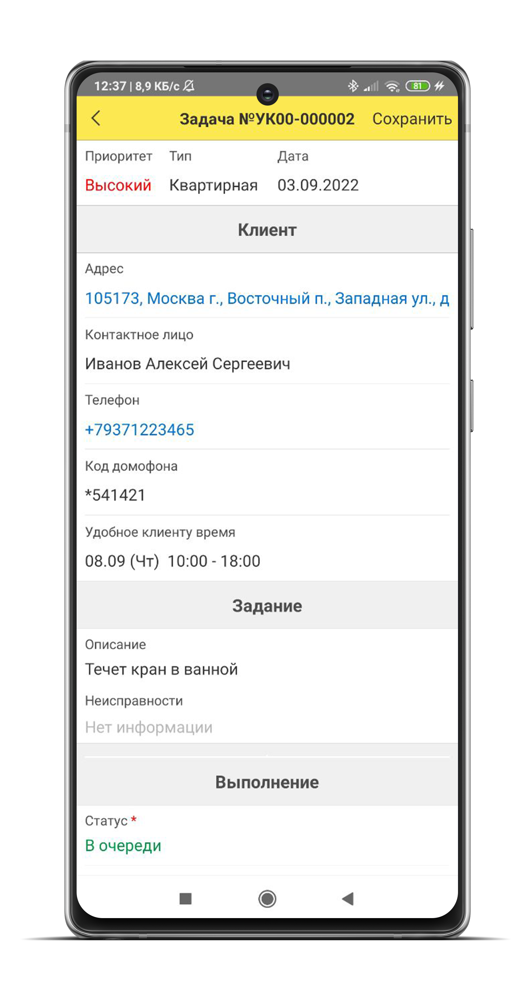 12:37 | 8,9 КБ/с
81
Задача №УК00-000002 Сохранить
Приоритет Тип Дата
Высокий Квартирная 03.09.2022
Клиент
Адрес
105173, Москва г., Восточный п., Западная ул., д
Контактное лицо
Иванов Алексей Сергеевич
Телефон
+79371223465
Код домофона
*541421
Удобное клиенту время
08.09 (Чт) 10:00 - 18:00
Задание
Описание
Течет кран в ванной
Неисправности
Нет информации
Выполнение
Статус *
В очереди